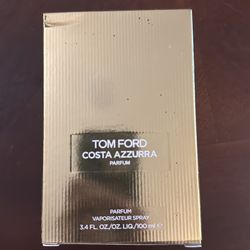 TOM FORD
COSTA AZZURRA
PARFUM
PARFUM
VAPORISATEUR SPRAY
3.4 FL. OZ./OZ. LIQ./100 ml ℮